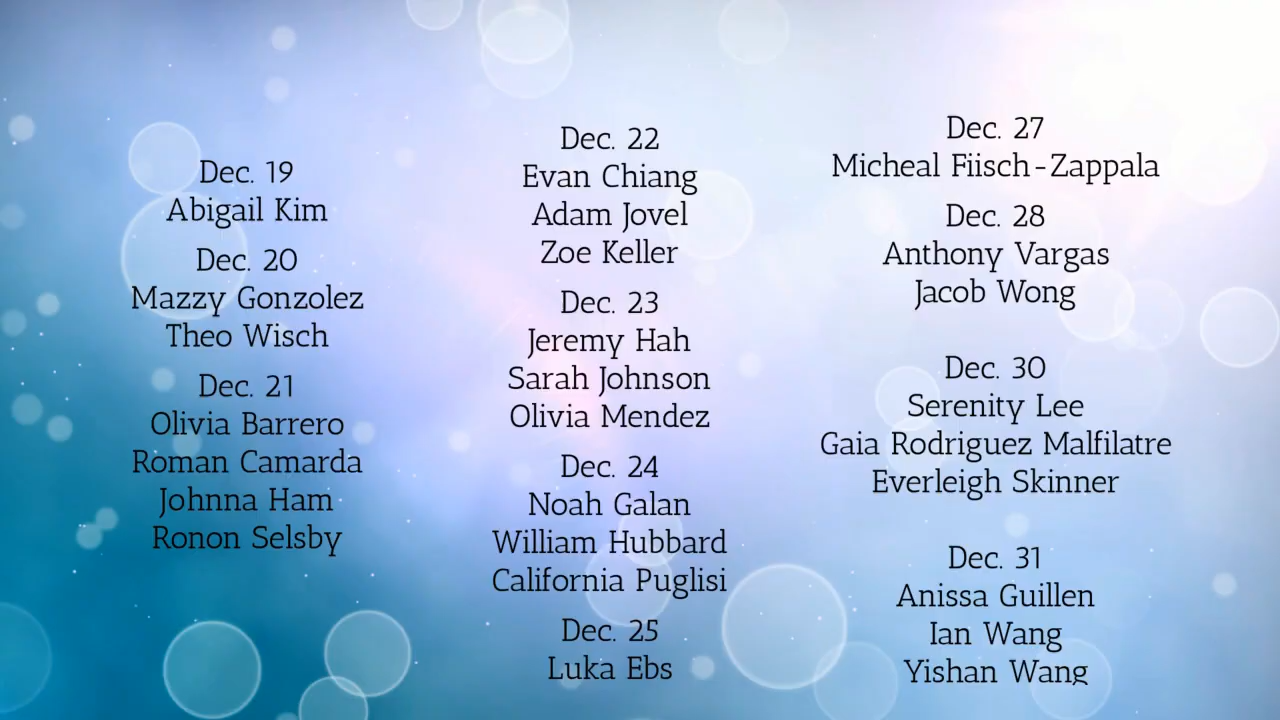 Dec. 19
Abigail Kim
Dec. 20
Mazzy Gonzolez
Theo Wisch
Dec. 21
Olivia Barrero
Roman Camarda
Johnna Ham
Ronon Selsby
Dec. 22
Evan Chiang
Adam Jovel
Zoe Keller
Dec. 23
Jeremy Hah
Sarah Johnson
Olivia Mendez
Dec. 24
Noah Galan
William Hubbard
California Puglisi
Dec. 25
Luka Ebs
Dec. 27
Micheal Fiisch-Zappala
Dec. 28
Anthony Vargas
Jacob Wong
Dec. 30
Serenity Lee
Gaia Rodriguez Malfilatre
Everleigh Skinner
Dec. 31
Anissa Guillen
Ian Wang
Yishan Wang